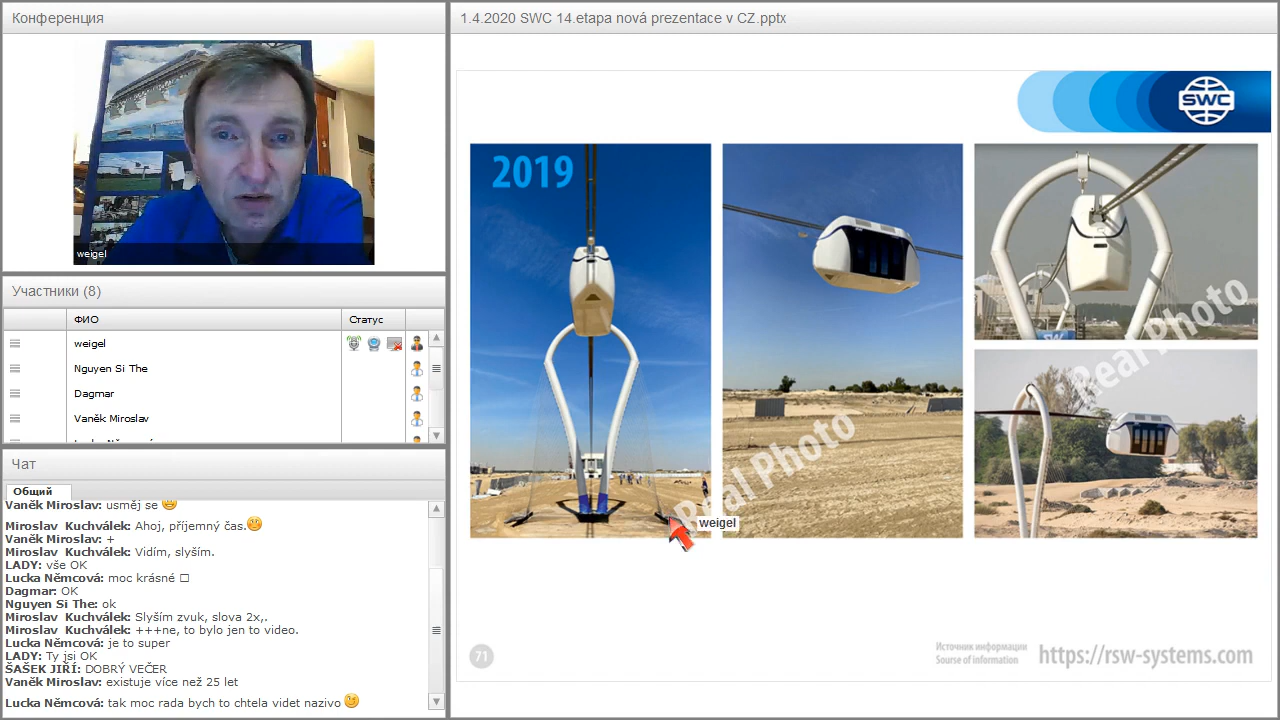 Конференция
weigel
Участники (8)
ФИО
Статус
weigel
Nguyen Si The
Dagmar
Vaněk Miroslav
Чат
Общий
Vaněk Miroslav: usměj se
Miroslav Kuchválek: Ahoj, příjemný čas.
Vaněk Miroslav: +
Miroslav Kuchválek: Vidím, slyším.
LADY: vše OK
Lucka Němcová: moc krásné
Dagmar: OK
Nguyen Si The: ok
Miroslav Kuchválek: Slyším zvuk, slova 2x,.
Miroslav Kuchválek: +++ne, to bylo jen to video.
Lucka Němcová: je to super
LADY: Ty jsi OK
ŠAŠEK JIŘÍ: DOBRÝ VEČER
Vaněk Miroslav: existuje více než 25 let
Lucka Němcová: tak moc rada bych to chtela videt nazivo
1.4.2020 SWC 14.etapa nová prezentace v CZ.pptx
SWC
2019
Real Photo
Real Photo
Real Photo
weigel
71
Источник информации
Sourse of information
https://rsw-systems.com